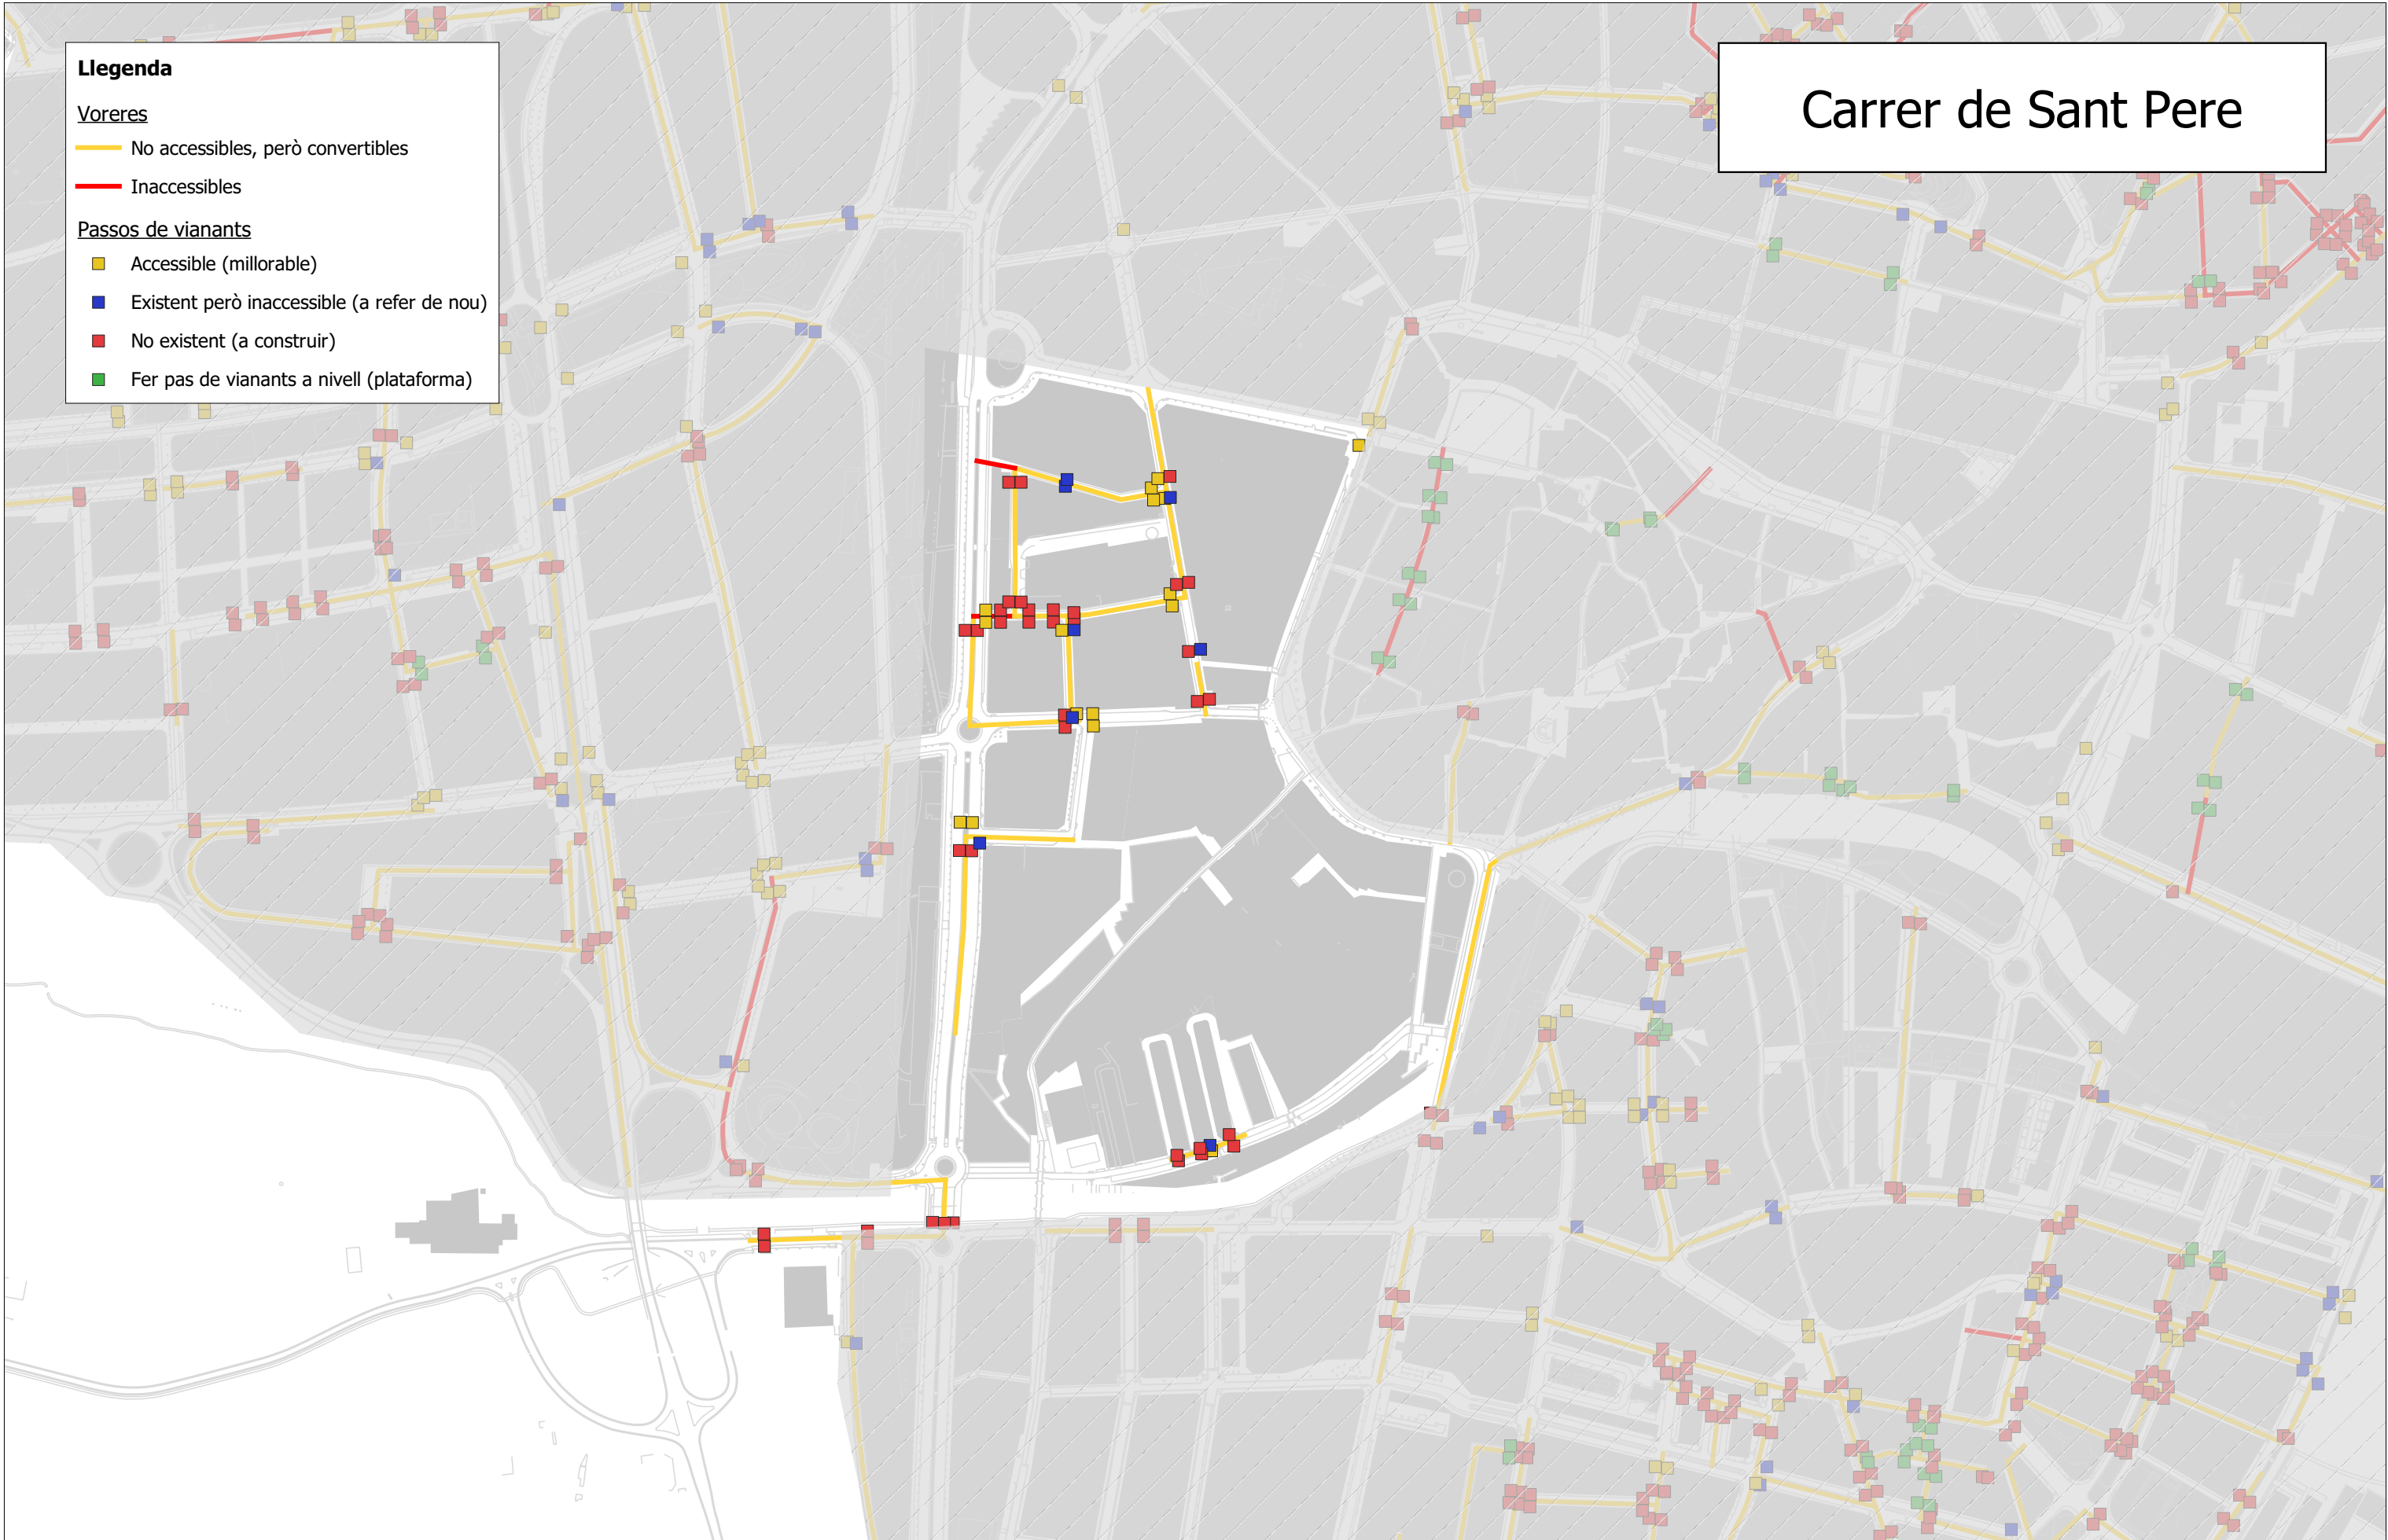 Llegenda
Voreres
No accessibles, però convertibles
Inaccessibles
Passos de vianants
Accessible (millorable)
Existent però inaccessible (a refer de nou)
No existent (a construir)
Fer pas de vianants a nivell (plataforma)
Carrer de Sant Pere